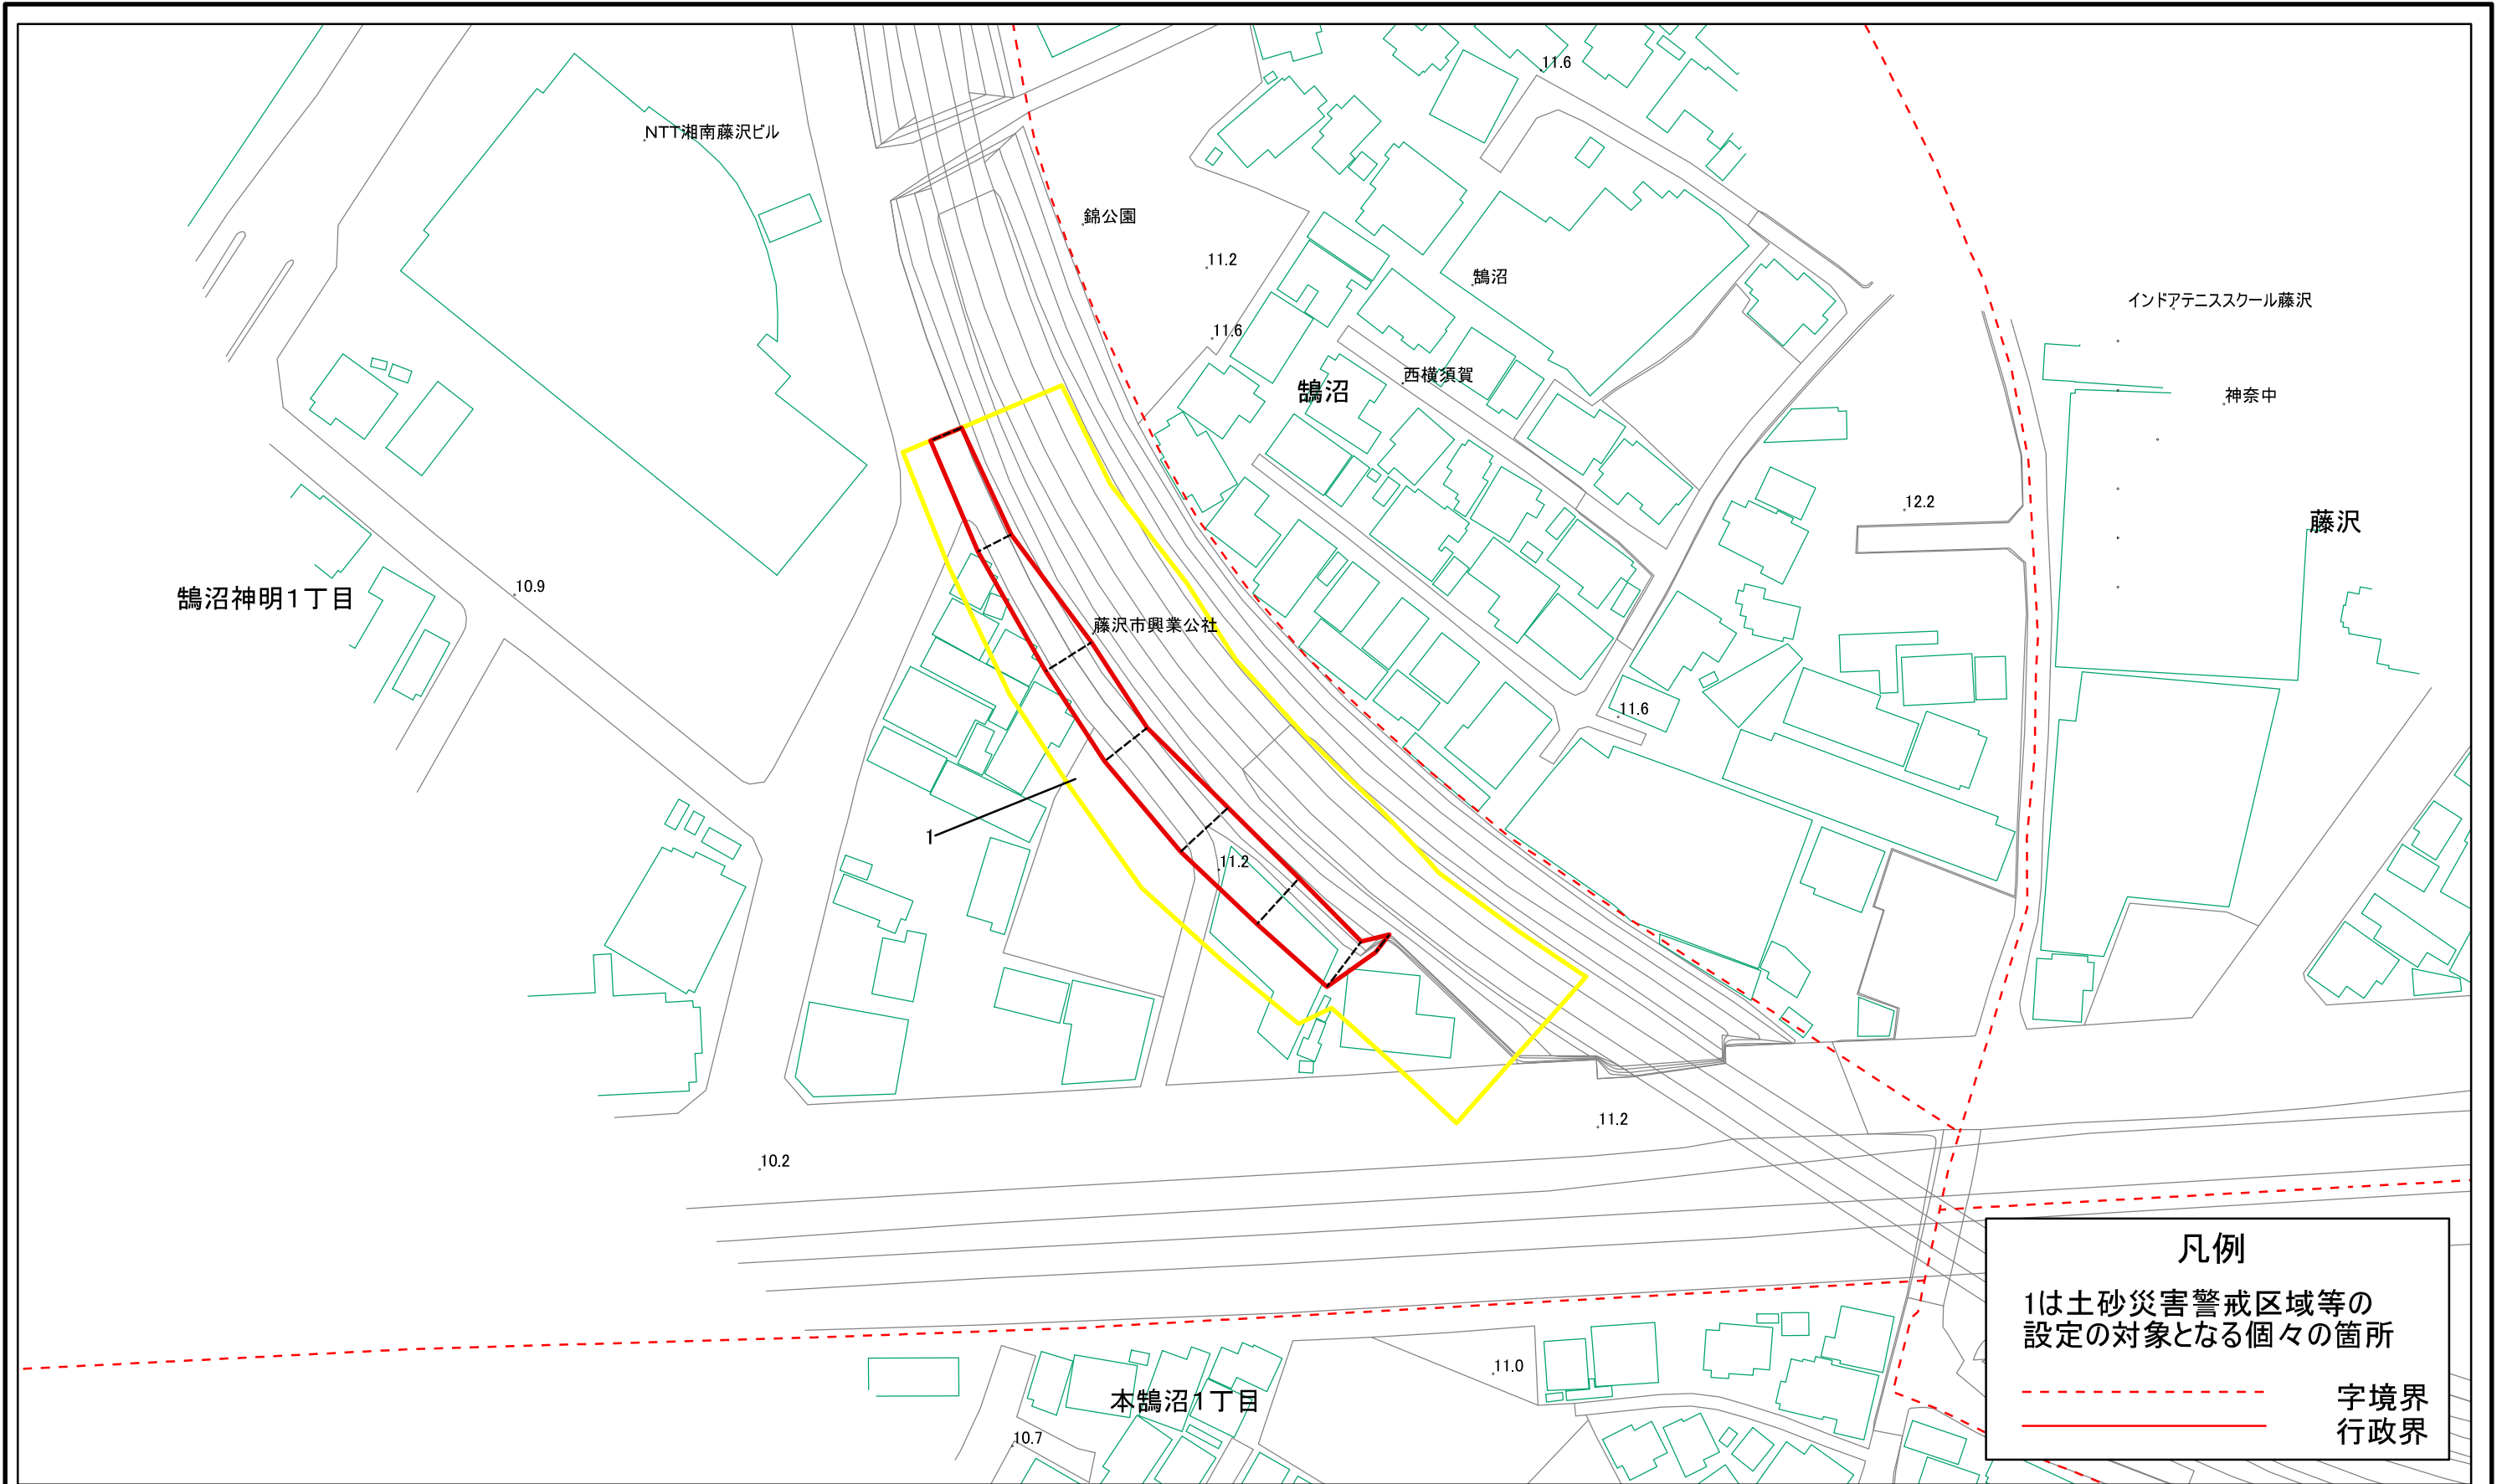 11.6
NTT湘南藤沢ビル
錦公園
11.2
鵠沼
インドアテニススクール藤沢
11.6
西横須賀
鵠沼
神奈中
12.2
藤沢
10.9
鵠沼神明1丁目
藤沢市興業公社
11.6
1
11.2
11.2
10.2
11.0
本鵠沼1丁目
10.7
凡例
1は土砂災害警戒区域等の
設定の対象となる個々の箇所
字境界
行政界